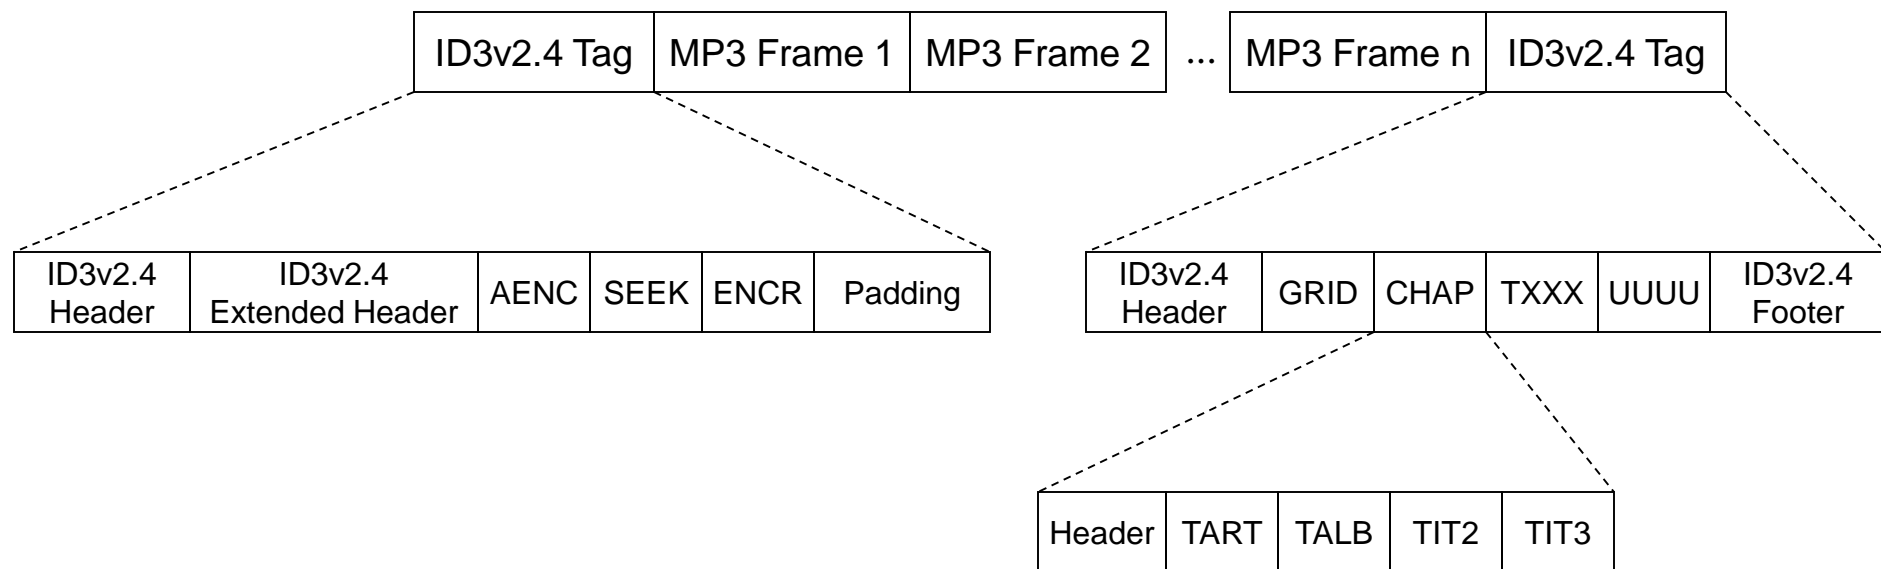 ID3v2.4 Tag MP3 Frame 1 MP3 Frame 2 ... MP3 Frame n ID3v2.4 Tag
ID3v2.4
Header
ID3v2.4
Extended Header
AENC
SEEK
ENCR
Padding
ID3v2.4
Header
GRID
CHAP
TXXX
UUUU
ID3v2.4
Footer
Header TART TALB TIT2 TIT3